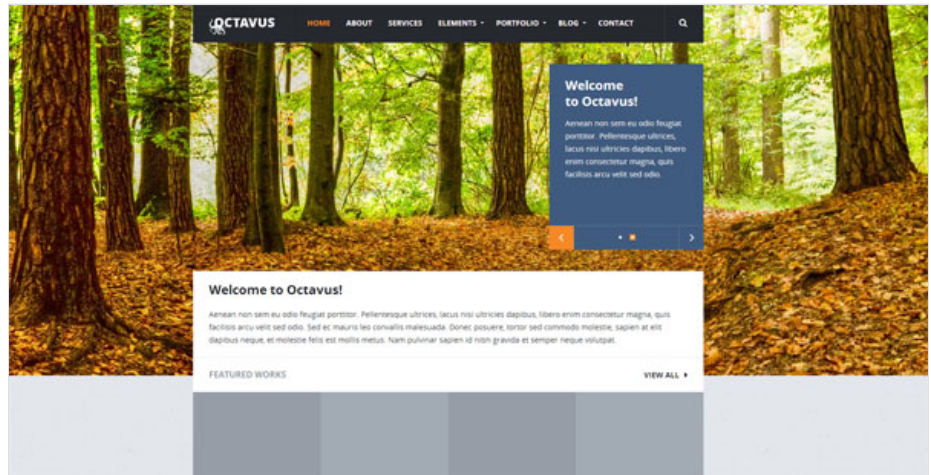 OCTAVUS HOME ABOUT SERVICES ELEMENTS PORTFOLIO BLOG CONTACT
Welcome
to Octavus!
Aenean non sem eu odio feugiat
porttitor. Pellentesque ultrices,
lacus nisi ultricies dapibus, libero
enim consectetur magna, quis
facilisis arcu velit sed odio.
Welcome to Octavus!
Aenean non sem eu odio feugiat portitor. Pellentesque ultrices, lacus nisi ultricies dapibus, libero enim consectetur magna, quis
facilisis arcu velit sed odio. Sed ec mauris leo convallis malesuada. Donec posuere, tortor sed commodo molestie, sapien at elit
dapibus neque, et molestie felis est mollis metus. Nam pulvinar sapien id nibh gravida et semper neque volutpat.
FEATURED WORKS VIEW ALL